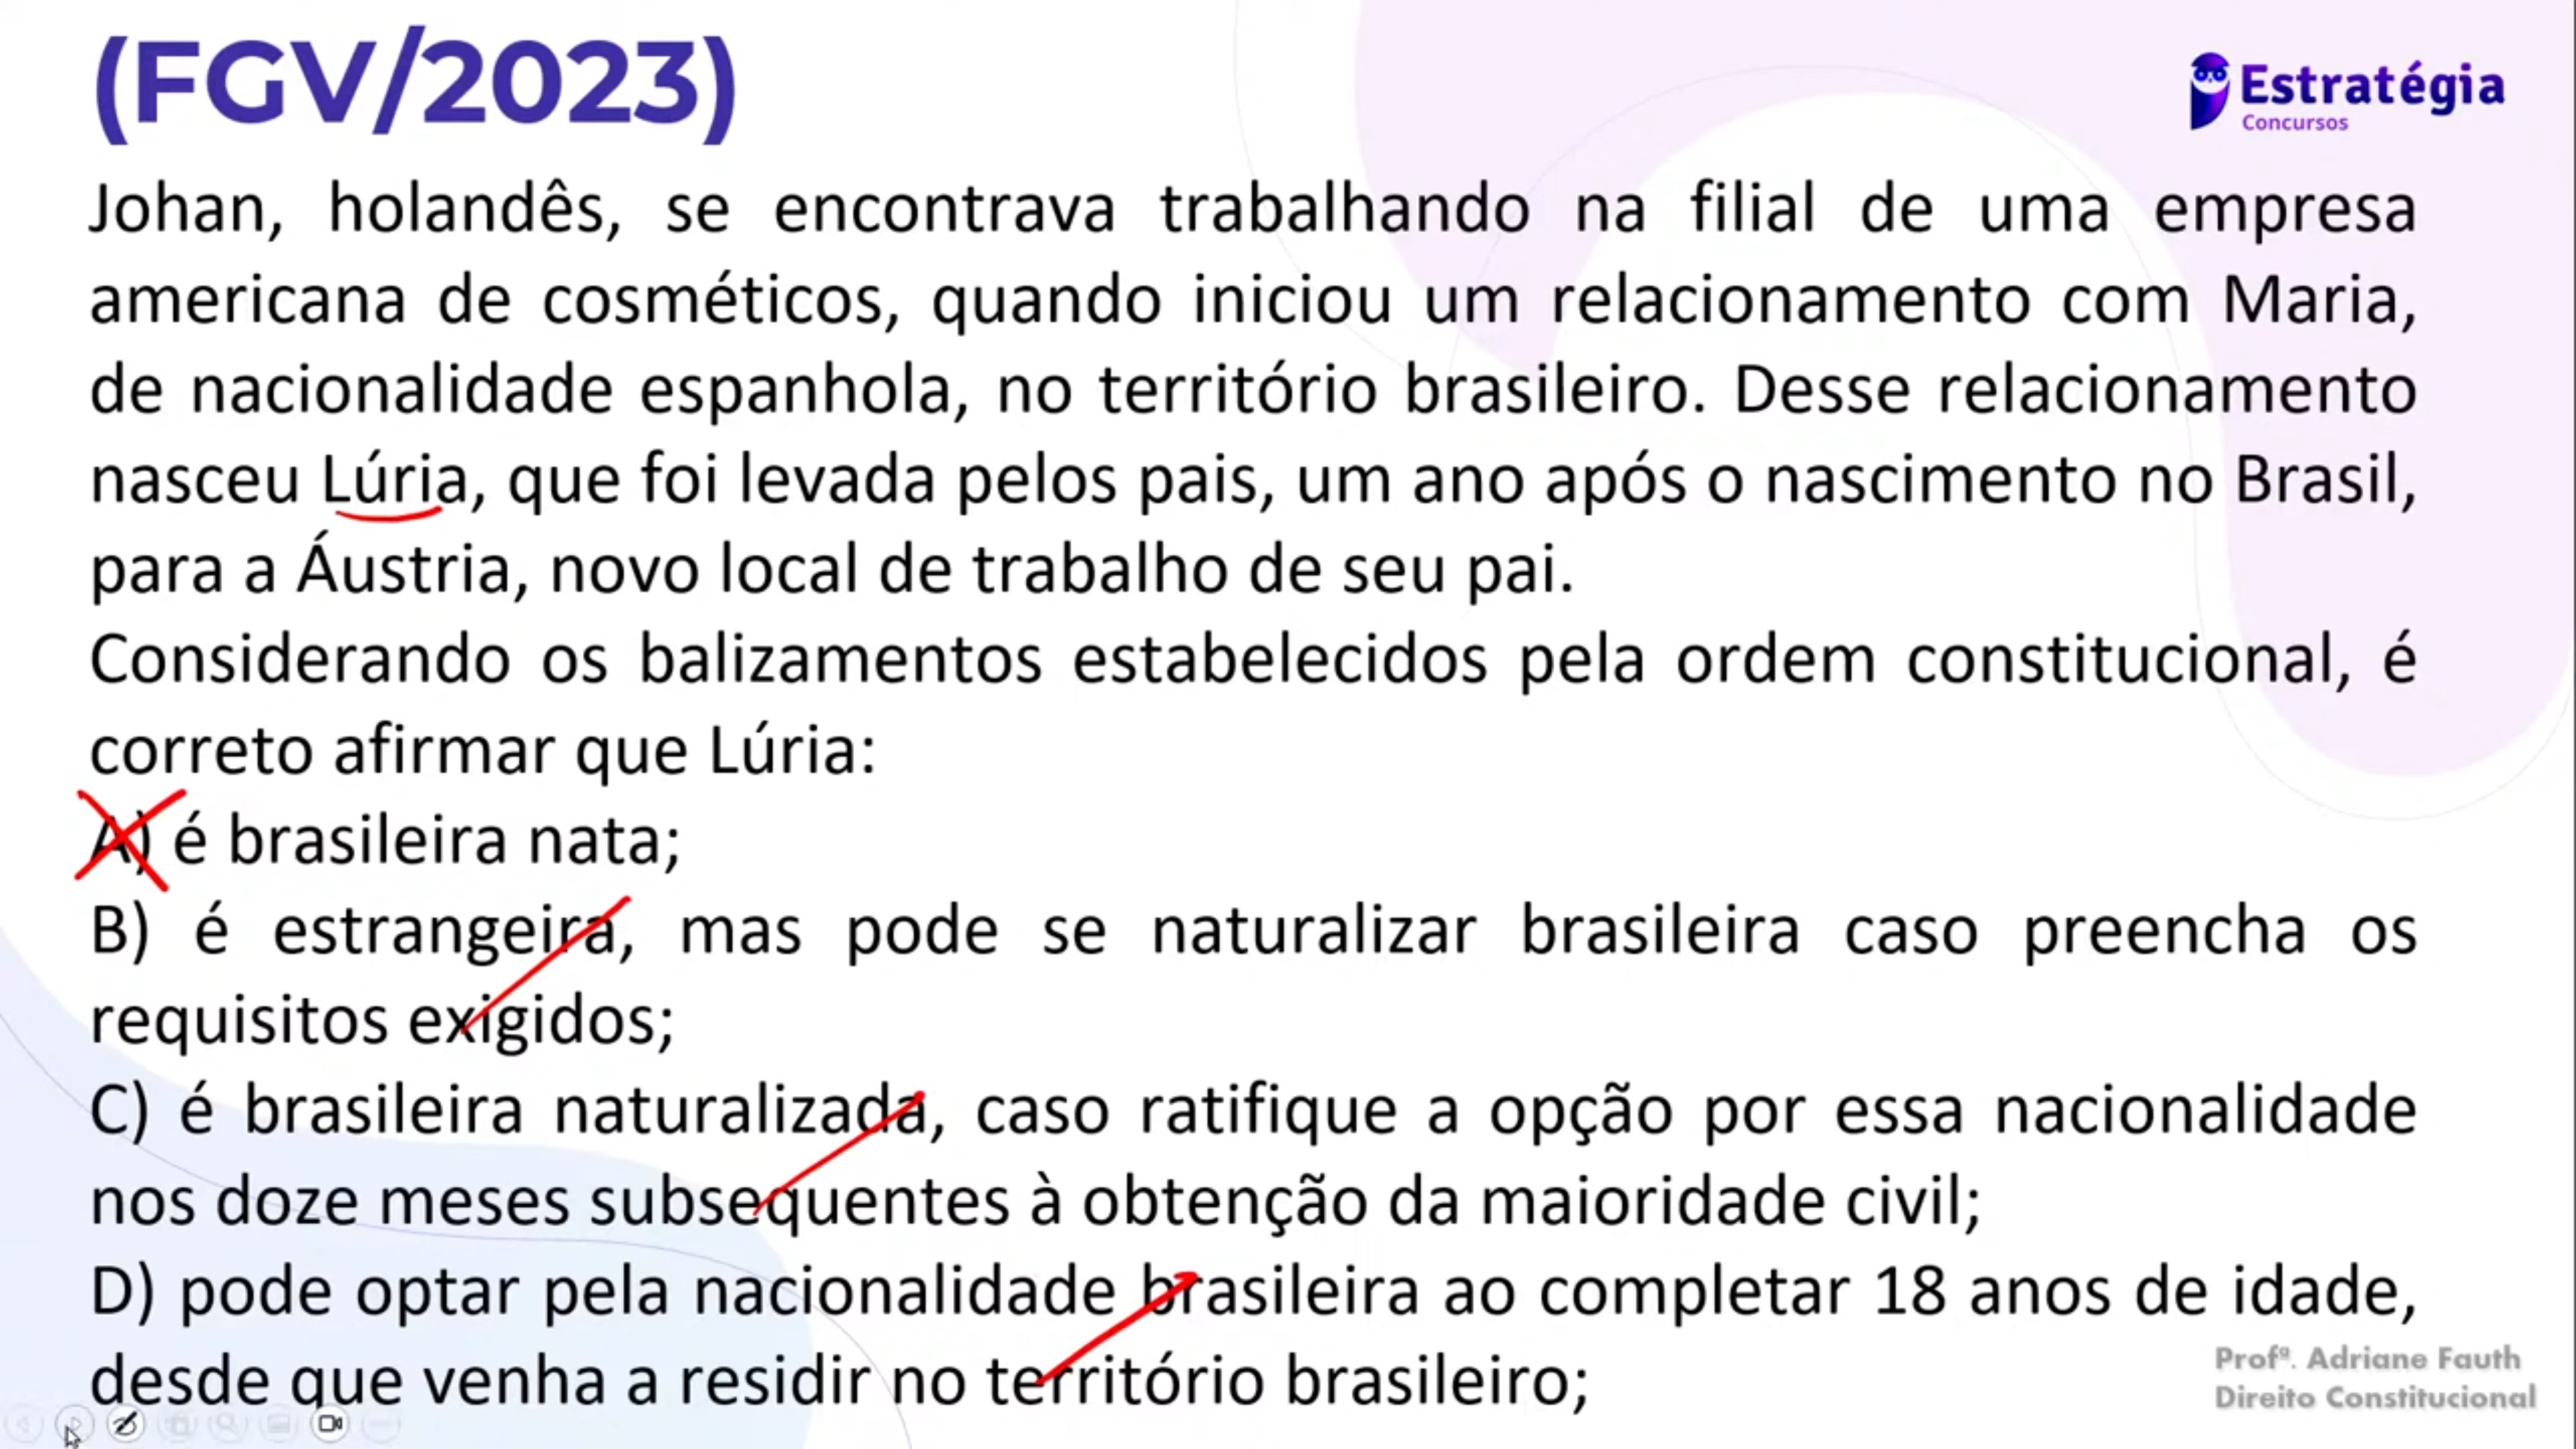 (FGV/2023)
Estratégia
Concursos
Johan, holandês, se encontrava trabalhando na filial de uma empresa
americana de cosméticos, quando iniciou um relacionamento com Maria,
de nacionalidade espanhola, no território brasileiro. Desse relacionamento
nasceu Lúria, que foi levada pelos pais, um ano após o nascimento no Brasil,
para a Áustria, novo local de trabalho de seu pai.
Considerando os balizamentos estabelecidos pela ordem constitucional, é
correto afirmar que Lúria:
A) é brasileira nata;
B) é estrangeira, mas pode se naturalizar brasileira caso preencha os
requisitos exigidos;
C) é brasileira naturalizada, caso ratifique a opção por essa nacionalidade
nos doze meses subsequentes à obtenção da maioridade civil;
D) pode optar pela nacionalidade brasileira ao completar 18 anos de idade,
desde que venha a residir no território brasileiro;
Profª. Adriane Fauth
Direito Constitucional